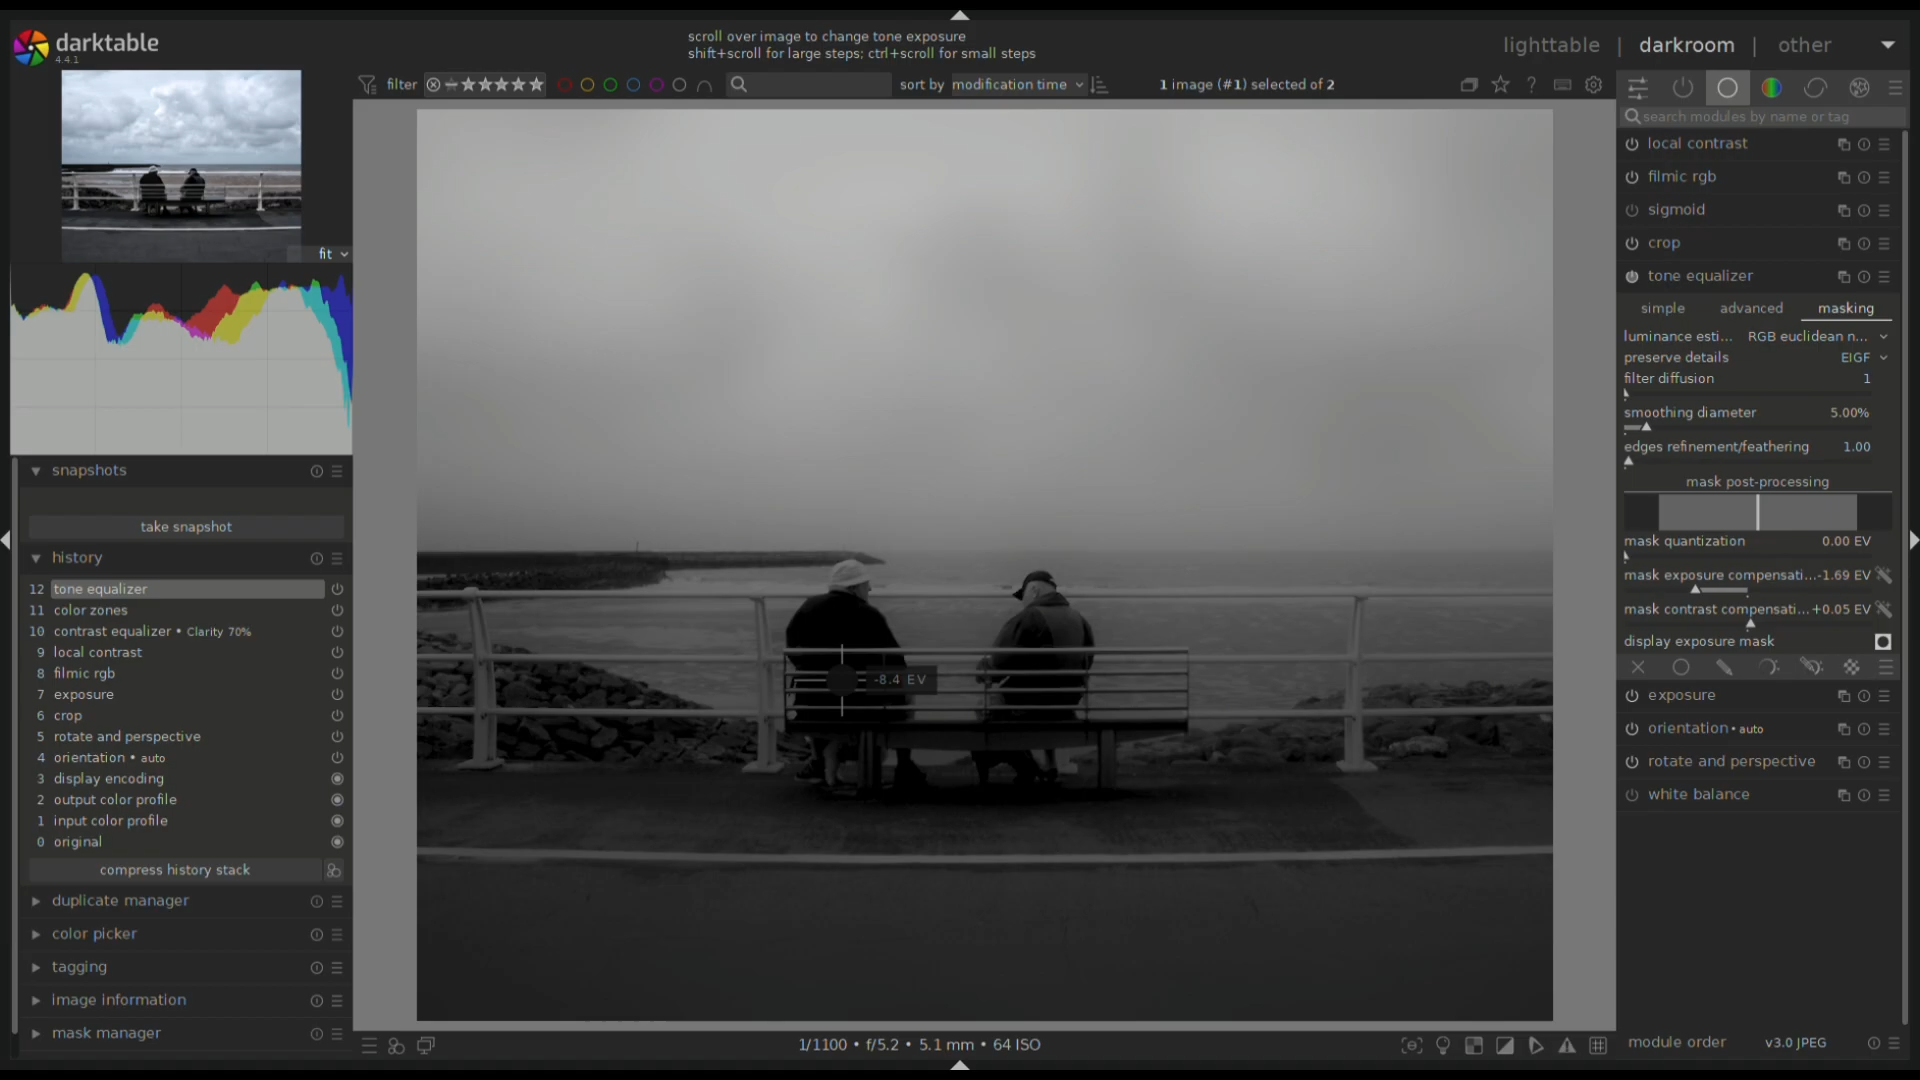 darktable
4.4.1
scroll over image to change tone exposure
shift+scroll for large steps; ctrl+scroll for small steps
lighttable | darkroom | other
filter
sort by modification time
1 image (#1) selected of 2
fit
search modules by name or tag
local contrast
filmic rgb
sigmoid
crop
tone equalizer
simple advanced masking
luminance esti... RGB euclidean n...
preserve details EIGF
filter diffusion 1
smoothing diameter 5.00%
edges refinement/feathering 1.00
mask post-processing
mask quantization 0.00 EV
mask exposure compensati...-1.69 EV
mask contrast compensati...+0.05 EV
display exposure mask
exposure
orientation • auto
rotate and perspective
white balance
module order v3.0 JPEG
snapshots
take snapshot
history
12 tone equalizer
11 color zones
10 contrast equalizer • Clarity 70%
9 local contrast
8 filmic rgb
7 exposure
6 crop
5 rotate and perspective
4 orientation • auto
3 display encoding
2 output color profile
1 input color profile
0 original
compress history stack
duplicate manager
color picker
tagging
image information
mask manager
-8.4 EV
1/1100 • f/5.2 • 5.1 mm • 64 ISO